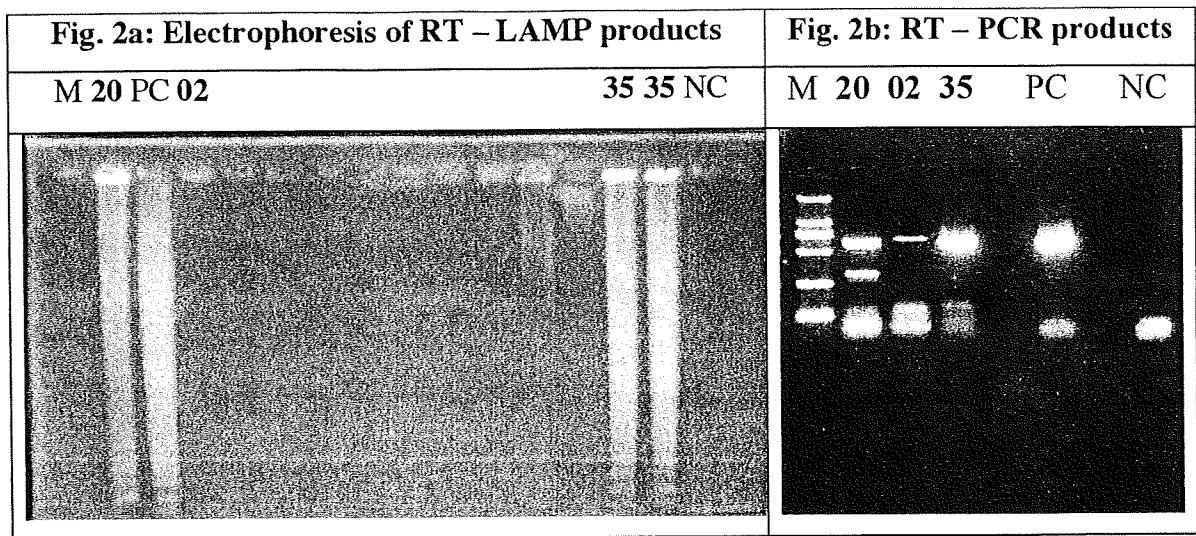 Fig. 2a: Electrophoresis of RT – LAMP products
Fig. 2b: RT – PCR products
M 20 PC 02 35 35 NC
M 20 02 35 PC NC